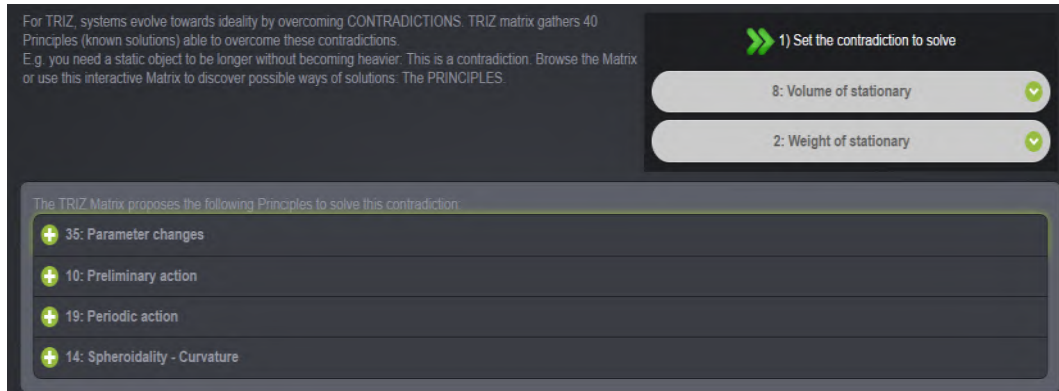 For TRIZ, systems evolve towards ideality by overcoming CONTRADICTIONS. TRIZ matrix gathers 40
Principles (known solutions) able to overcome these contradictions.
E.g. you need a static object to be longer without becoming heavier: This is a contradiction. Browse the Matrix
or use this interactive Matrix to discover possible ways of solutions: The PRINCIPLES.
1) Set the contradiction to solve
8: Volume of stationary
2: Weight of stationary
The TRIZ Matrix proposes the following Principles to solve this contradiction:
35: Parameter changes
10: Preliminary action
19: Periodic action
14: Spheroidality - Curvature